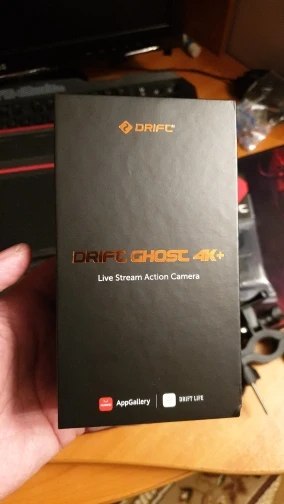 DRIFT
DRIFT GHOST 4K+
Live Stream Action Camera
AppGallery
DRIFT LIFE